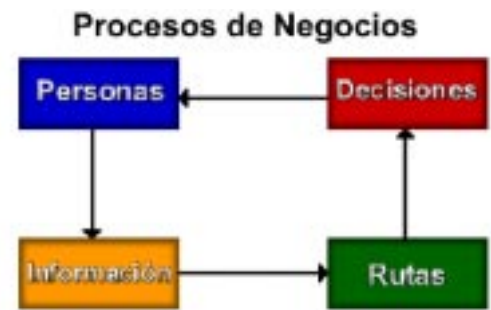 Procesos de Negocios
Personas
Decisiones
Información
Rutas